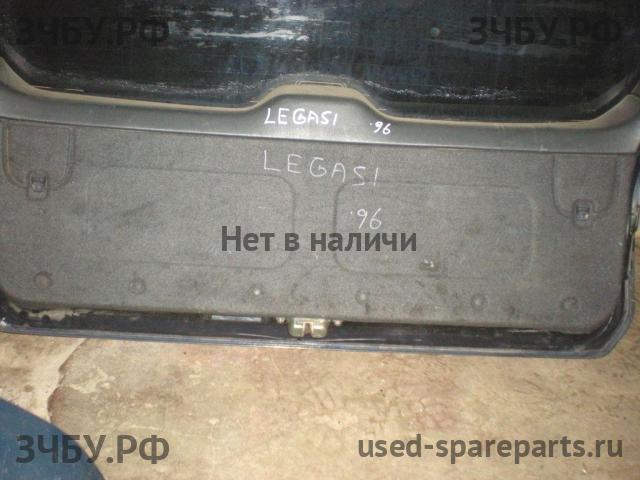 ЗЧБУ.РФ
ЗЧБУ.РФ
LEGASI '96
LEGASI
'96
Нет в наличи
ЗЧБУ.РФ
used-spareparts.ru